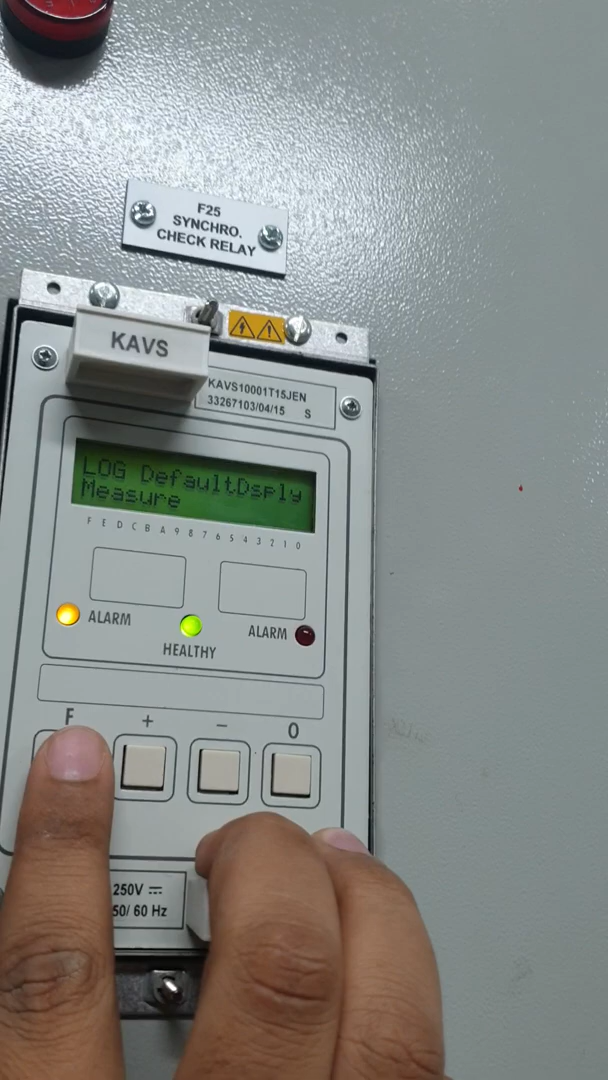 F25
SYNCHRO.
CHECK RELAY
KAVS
KAVS10001T15JEN
33267103/04/15 S
LOG DefaultDsply
Measure
F E D C B A 9 8 7 6 5 4 3 2 1 0
ALARM
HEALTHY
ALARM
F + − 0
250V
50/ 60 Hz